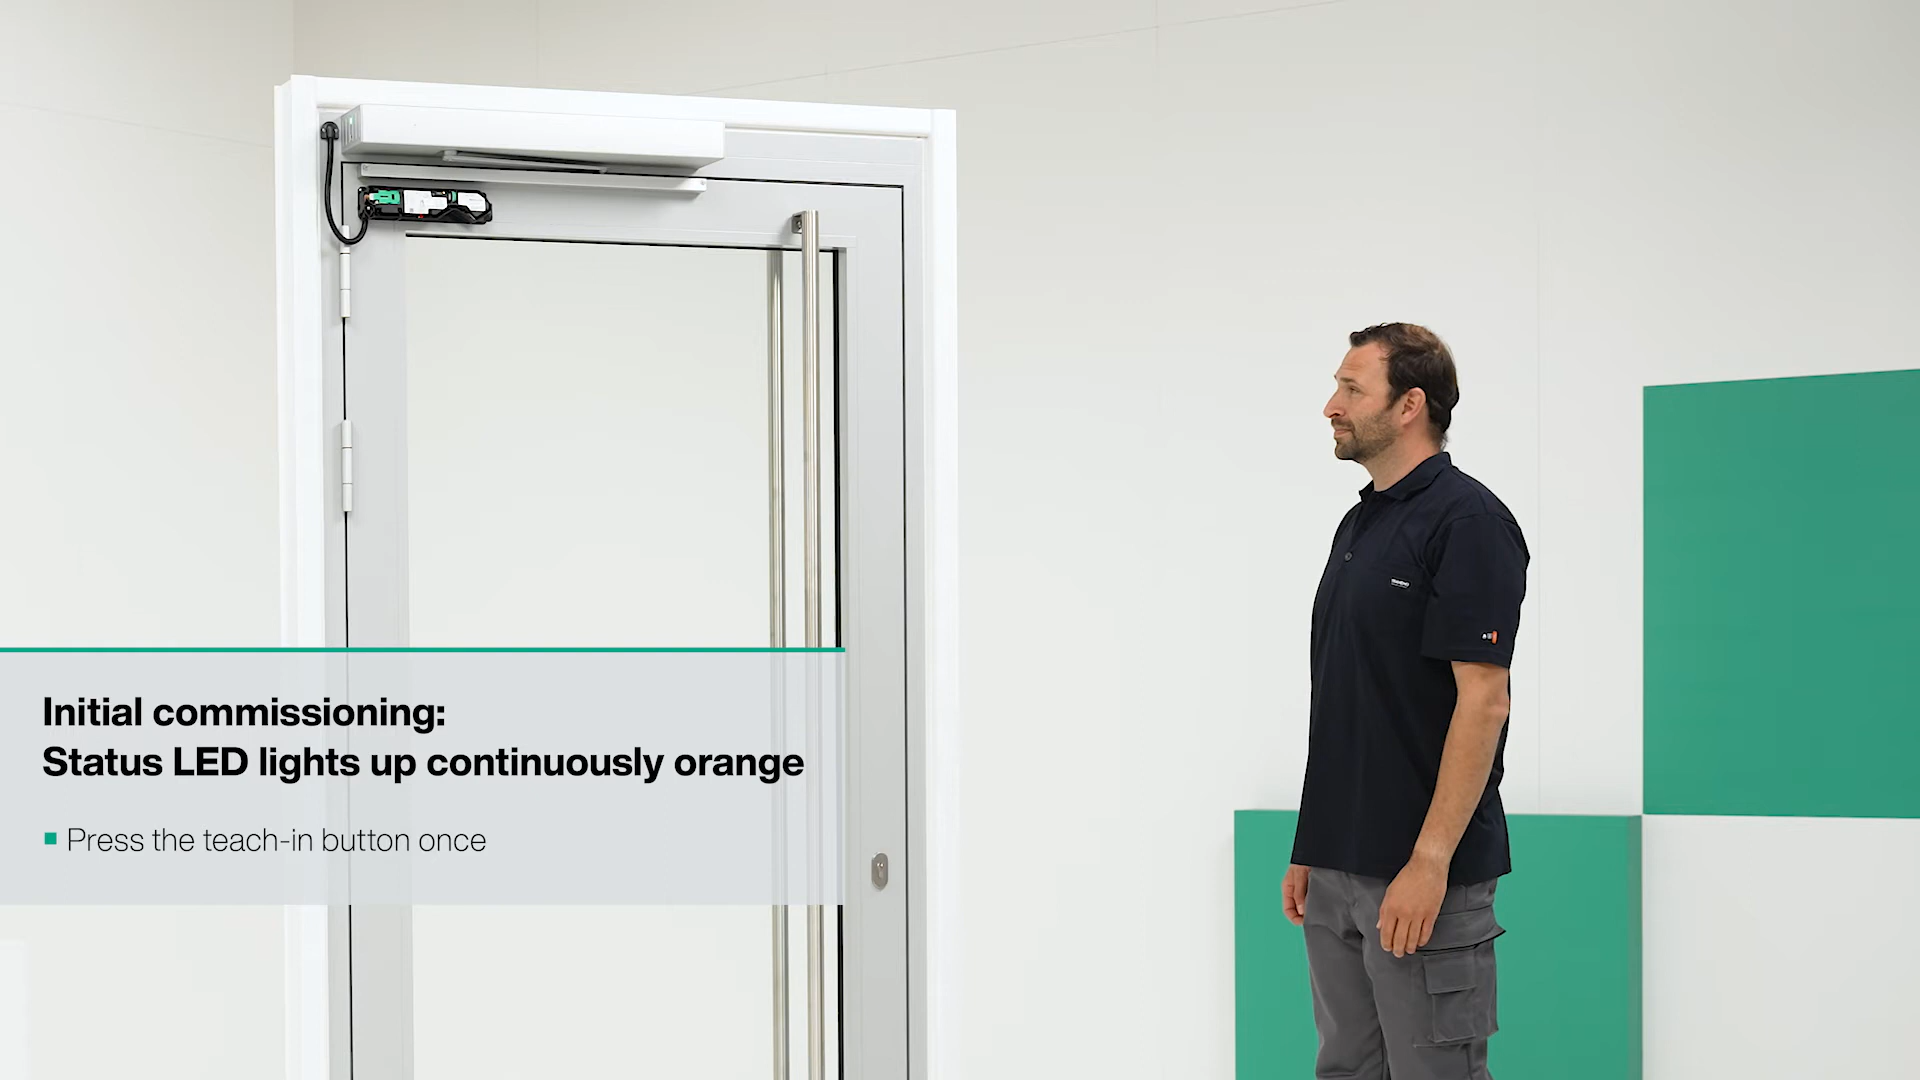 Initial commissioning:
Status LED lights up continuously orange
Press the teach-in button once